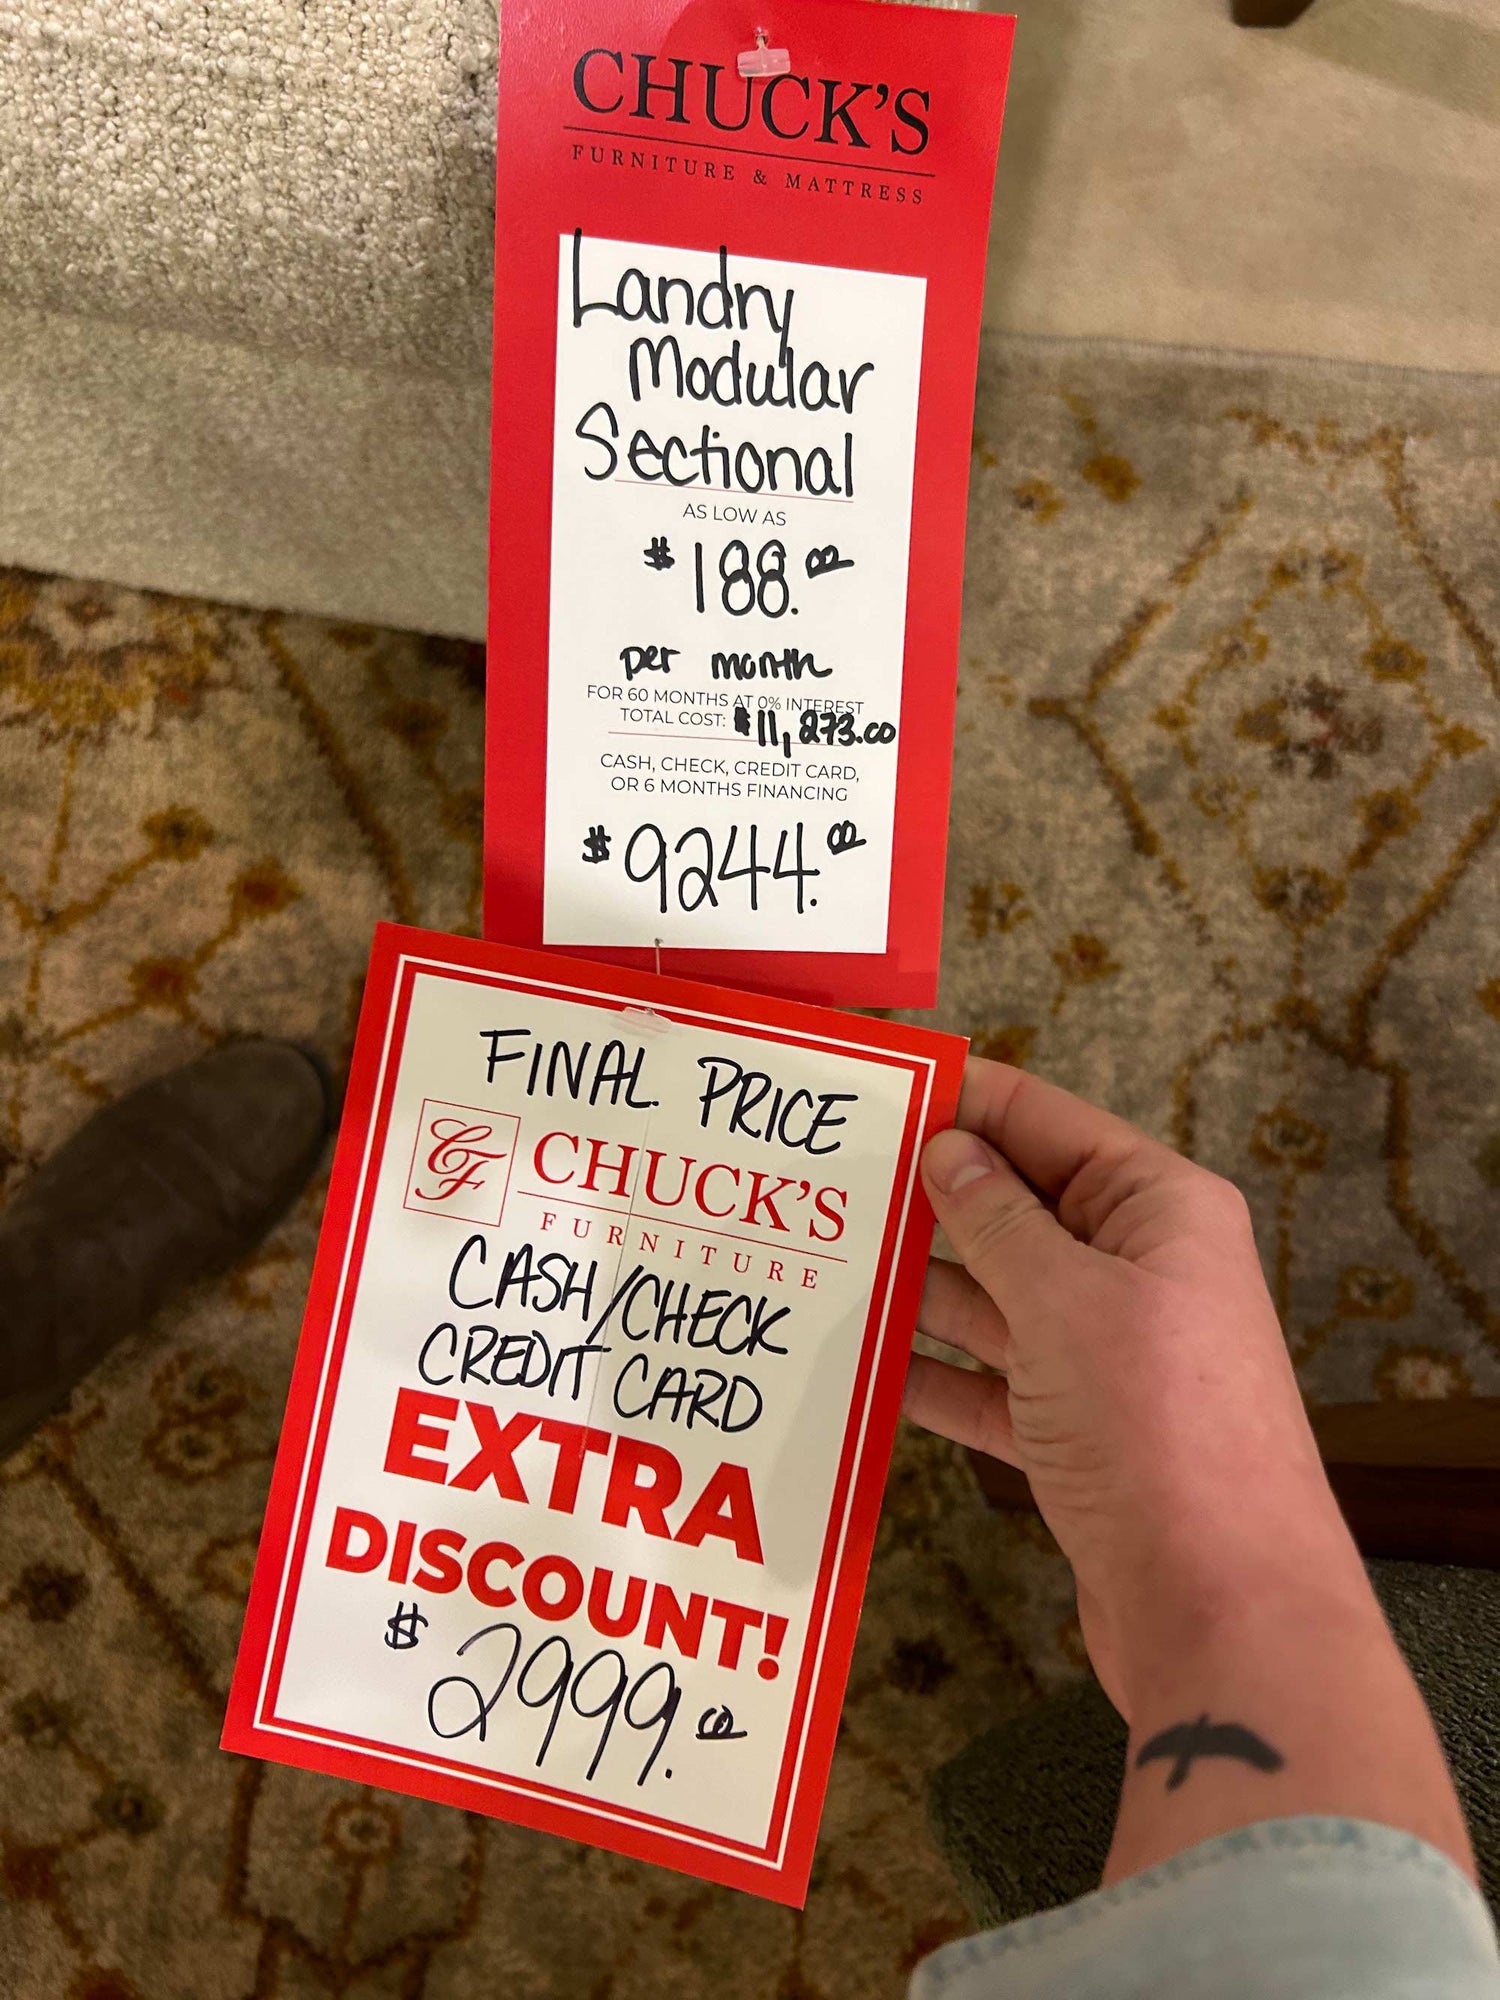 CHUCK'S
FURNITURE & MATTRESS
Landry
Modular
Sectional
AS LOW AS
$188.00
per month
FOR 60 MONTHS AT 0% INTEREST
TOTAL COST: $11,273.00
CASH, CHECK, CREDIT CARD,
OR 6 MONTHS FINANCING
$9244.00
FINAL PRICE
CF CHUCK'S
FURNITURE
CASH/CHECK
CREDIT CARD
EXTRA
DISCOUNT!
$2999.00